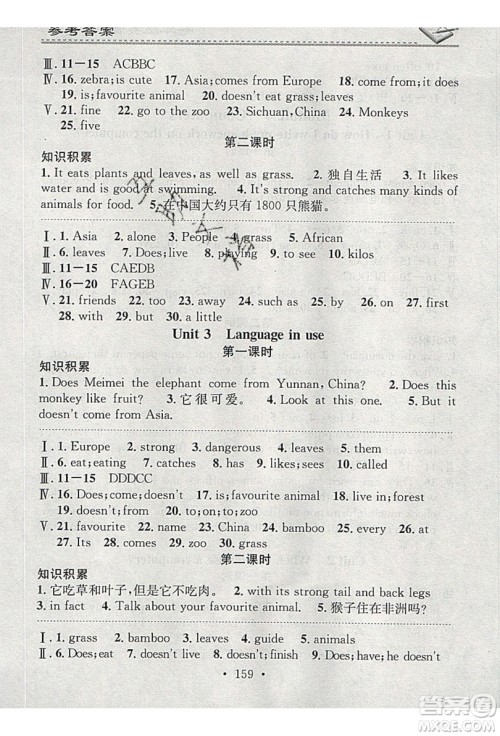 参考答案
Ⅲ. 11－15 ACBBC
Ⅳ. 16. zebra;is cute 17. Asia;comes from Europe 18. come from;it does
19. is;favourite animal 20. doesn't eat grass;leaves
Ⅴ. 21. fine 22. go to the zoo 23. Sichuan,China 24. Monkeys
25. five
第二课时
知识积累
1. It eats plants and leaves, as well as grass. 2. 独自生活 3. It likes
water and is good at swimming. 4. It's strong and catches many kinds of
animals for food. 5. 在中国大约只有 1800 只熊猫。
Ⅰ. 1. Asia 2. alone 3. People 4. grass 5. African
Ⅱ. 6. leaves 7. Does;live 8. playing 9. to see 10. kilos
Ⅲ. 11－15 CAEDB
Ⅳ. 16－20 FAGEB
Ⅴ. 21. friends 22. too 23. away 24. other 25. to 26. on 27. first
28. but 29. why 30. a little
Unit 3 Language in use
第一课时
知识积累
1. Does Meimei the elephant come from Yunnan, China? 2. Does this
monkey like fruit? 3. 它很可爱。 4. Look at this one. 5. But it
doesn't come from Asia.
Ⅰ. 1. Europe 2. strong 3. dangerous 4. leaves 5. them
Ⅱ. 6. eat;eating 7. catches 8. black 9. likes;sees 10. called
Ⅲ. 11－15 DDDCC
Ⅳ. 16. Does;come;doesn't 17. is;favourite animal 18. live in;forest
19. does;eat 20. doesn't like;or
Ⅴ. 21. favourite 22. name 23. China 24. bamboo 25. every
26. Its 27. years 28. at 29. eating 30. doesn't
第二课时
知识积累
1. 它吃草和叶子,但是它不吃肉。 2. with its strong tail and back legs
3. in fact 4. Talk about your favourite animal. 5. 猴子住在非洲吗?
Ⅰ. 1. grass 2. bamboo 3. leaves 4. guide 5. animals
Ⅱ. 6. Does;live 7. doesn't 8. doesn't;finish 9. Does;have;doesn't
10. Does;eat;doesn't
·159·